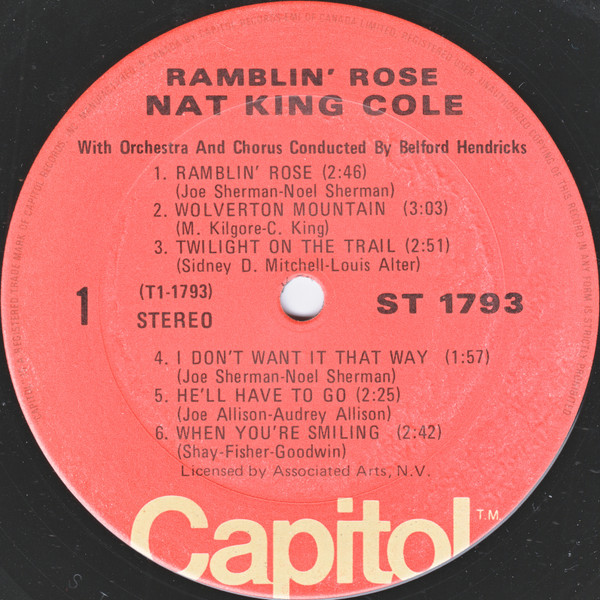 RAMBLIN' ROSE
NAT KING COLE
With Orchestra And Chorus Conducted By Belford Hendricks
1. RAMBLIN' ROSE (2:46)
(Joe Sherman-Noel Sherman)
2. WOLVERTON MOUNTAIN (3:03)
(M. Kilgore-C. King)
3. TWILIGHT ON THE TRAIL (2:51)
(Sidney D. Mitchell-Louis Alter)
1
(T1-1793)
STEREO
ST 1793
4. I DON'T WANT IT THAT WAY (1:57)
(Joe Sherman-Noel Sherman)
5. HE'LL HAVE TO GO (2:25)
(Joe Allison-Audrey Allison)
6. WHEN YOU'RE SMILING (2:42)
(Shay-Fisher-Goodwin)
Licensed by Associated Arts, N.V.
Capitol
T.M.